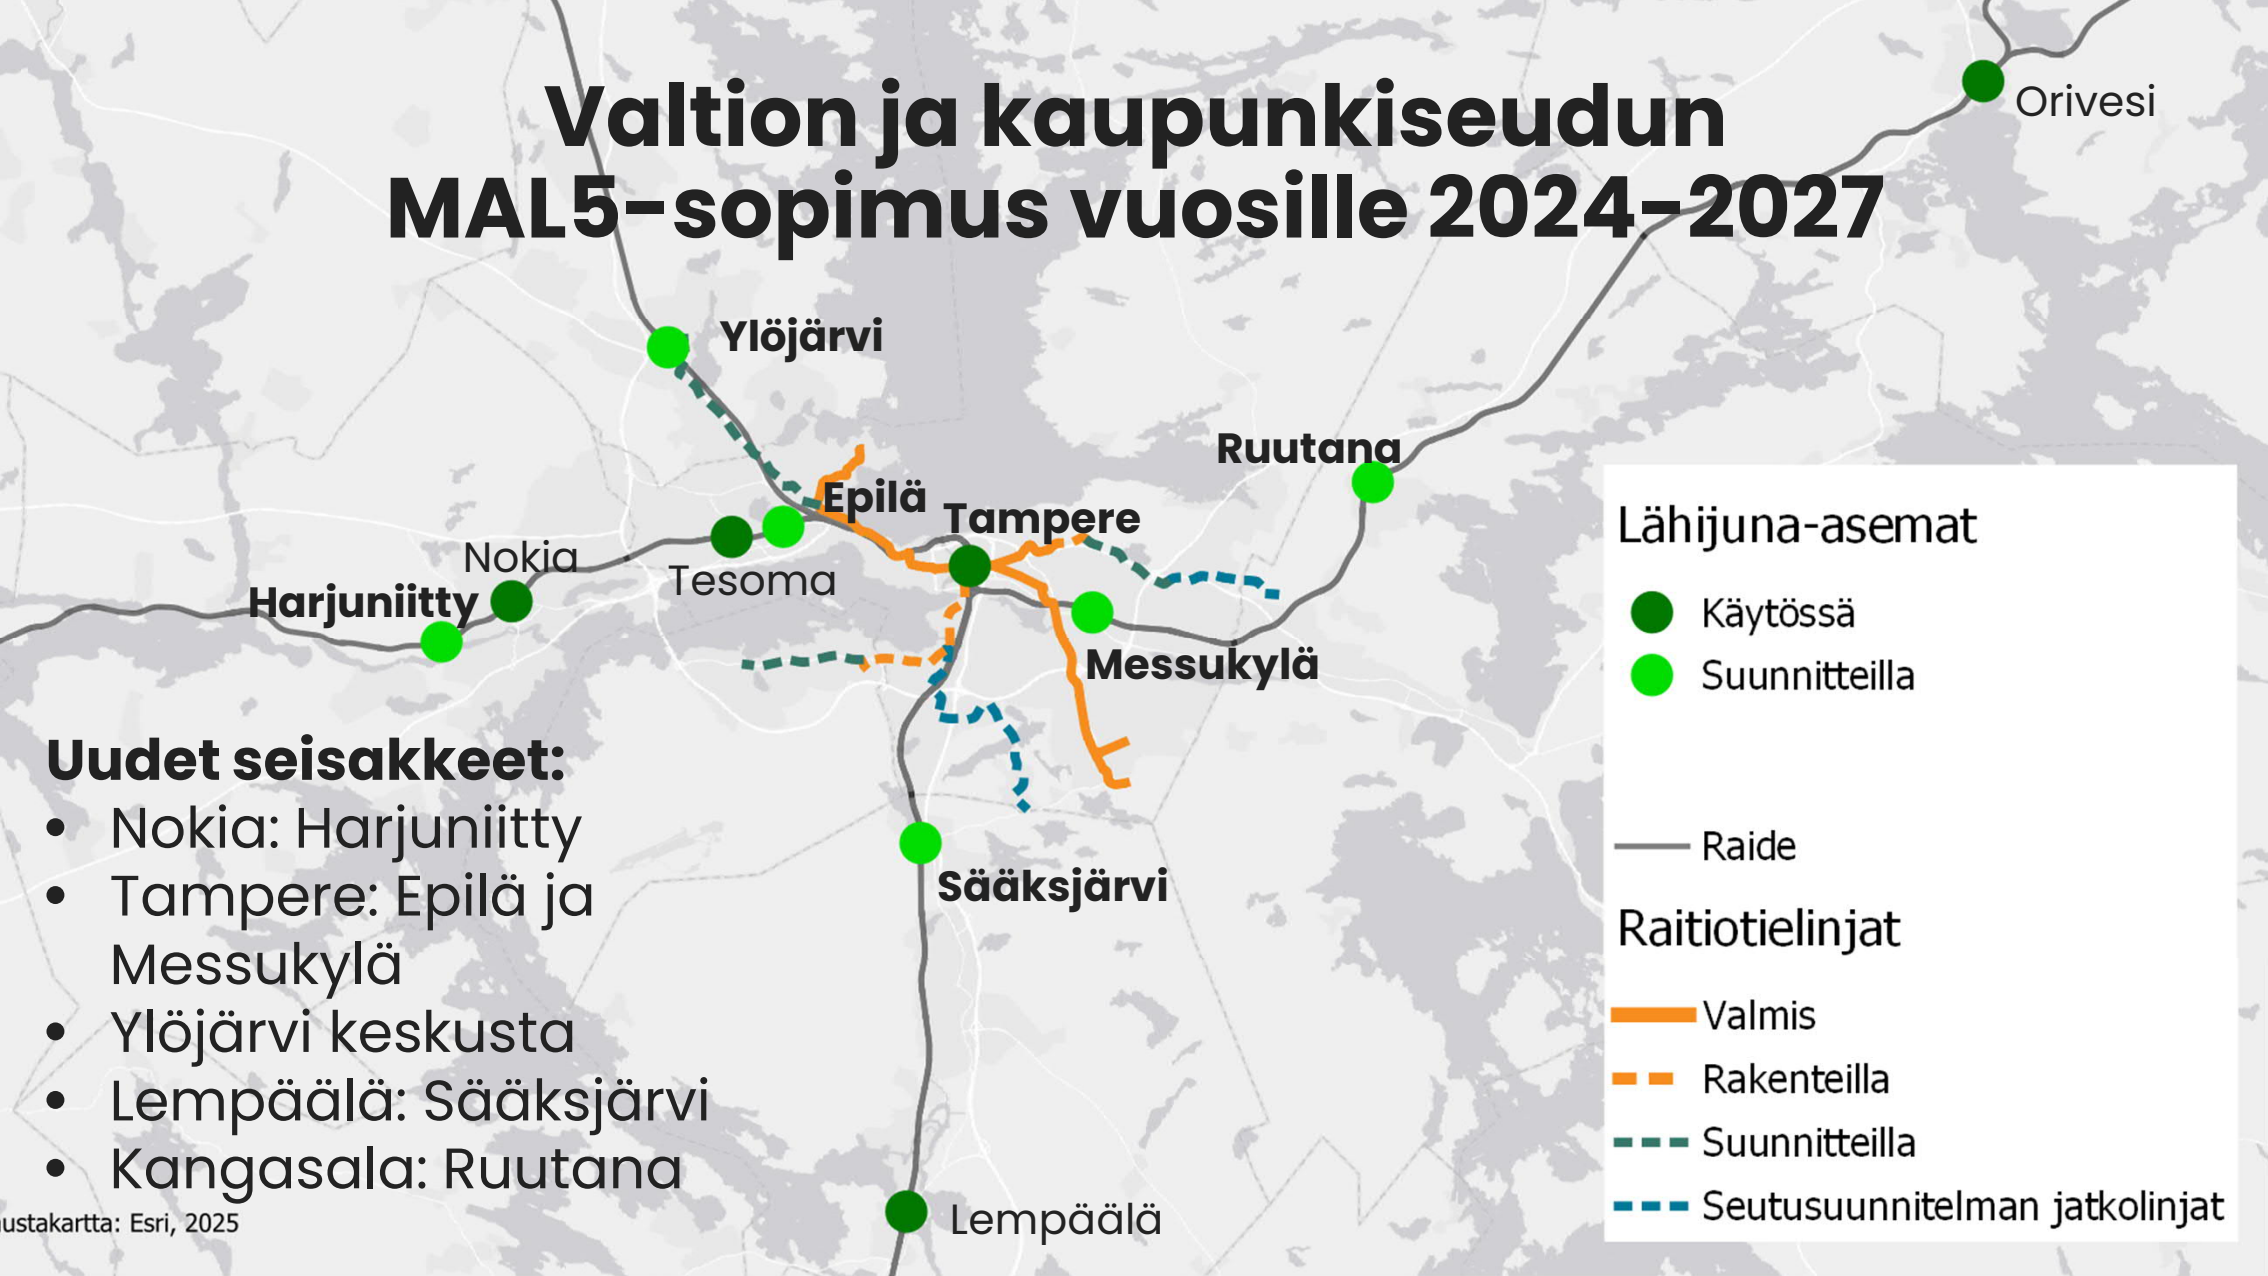 Valtion ja kaupunkiseudun
MAL5-sopimus vuosille 2024-2027
Orivesi
Ylöjärvi
Ruutana
Epilä
Tampere
Nokia
Tesoma
Harjuniitty
Messukylä
Sääksjärvi
Lempäälä
Uudet seisakkeet:
• Nokia: Harjuniitty
• Tampere: Epilä ja
Messukylä
• Ylöjärvi keskusta
• Lempäälä: Sääksjärvi
• Kangasala: Ruutana
ustakartta: Esri, 2025
Lähijuna-asemat
Käytössä
Suunnitteilla
Raide
Raitiotielinjat
Valmis
Rakenteilla
Suunnitteilla
Seutusuunnitelman jatkolinjat